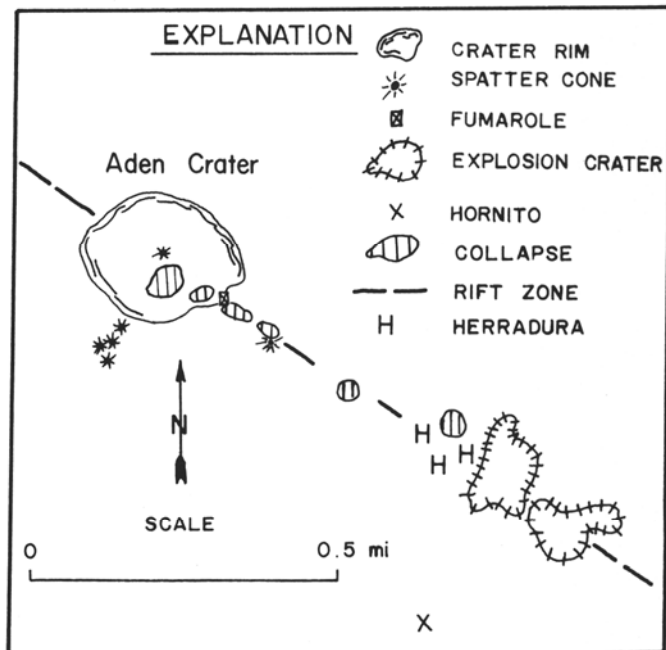 EXPLANATION
CRATER RIM
SPATTER CONE
FUMAROLE
EXPLOSION CRATER
X HORNITO
COLLAPSE
RIFT ZONE
H HERRADURA
Aden Crater
N
H
H
H
SCALE
0 0.5 mi
X